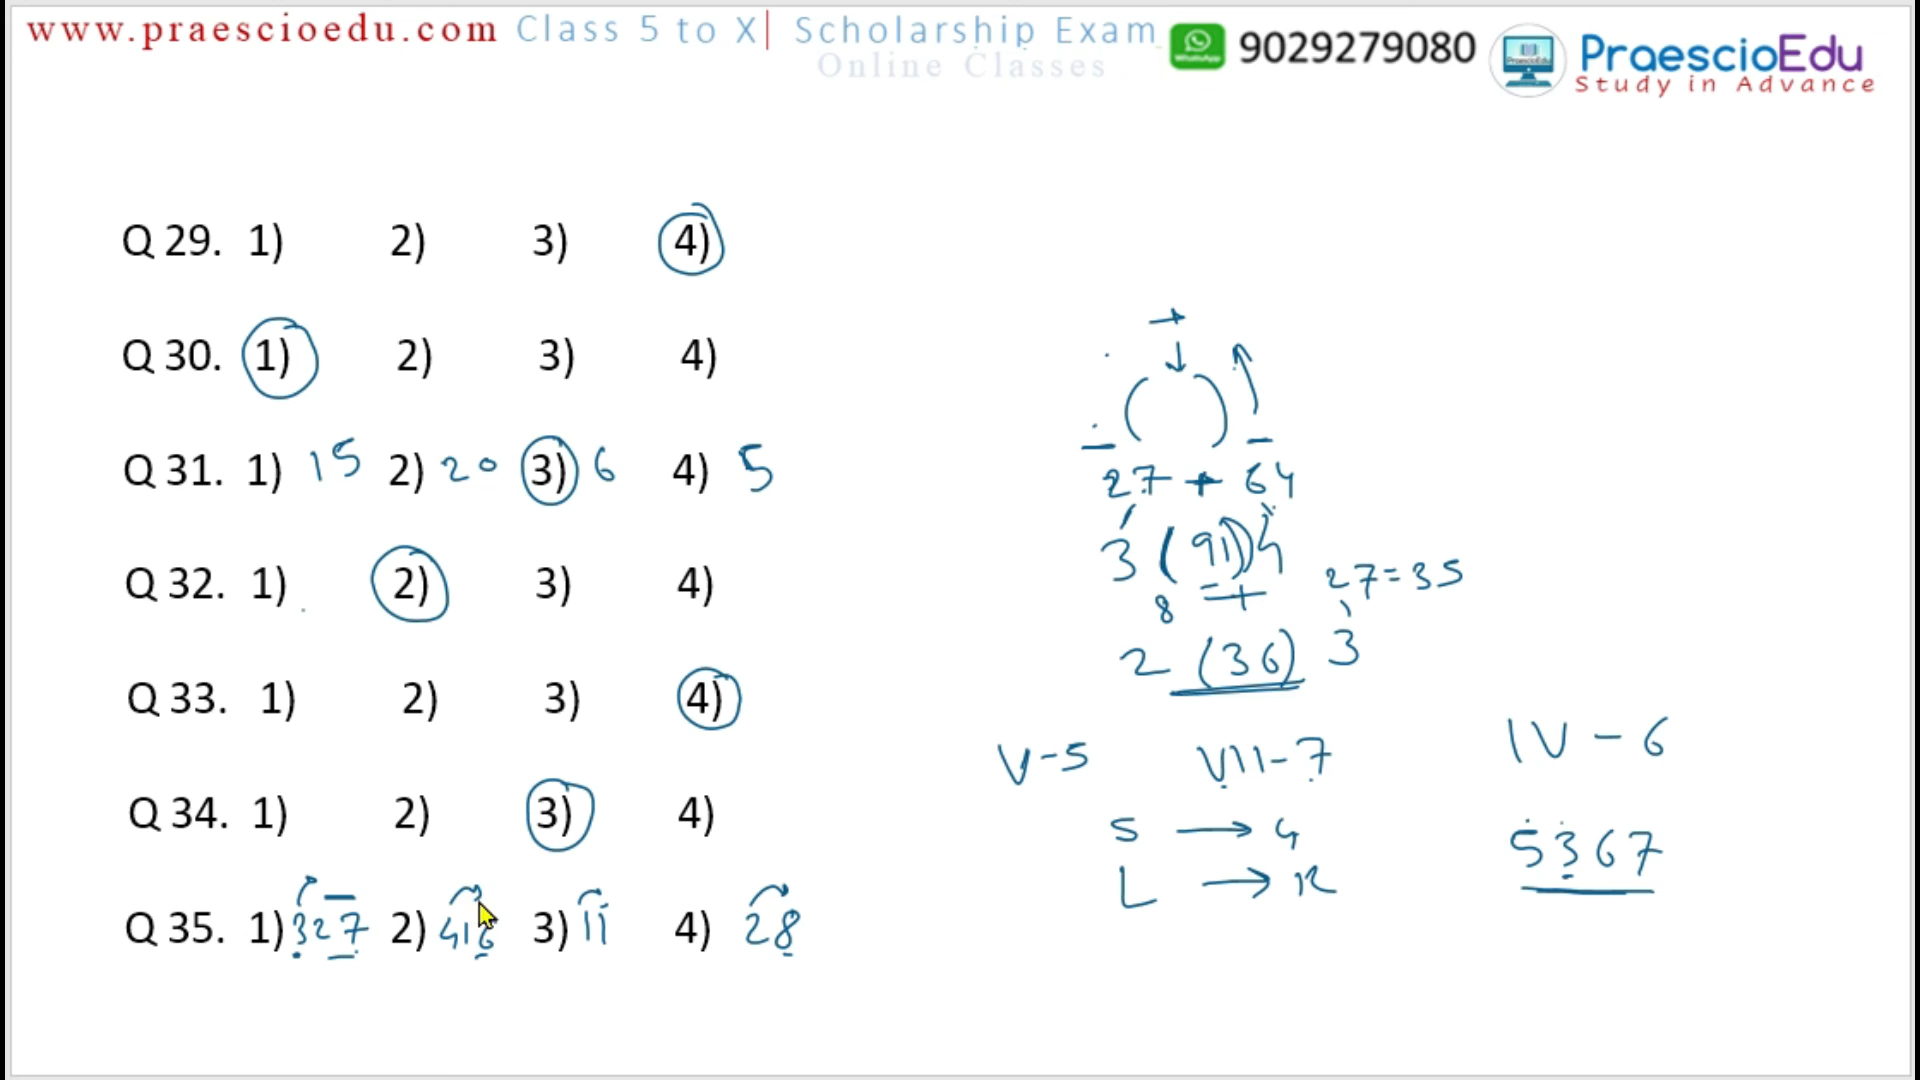 www.praescioedu.com Class 5 to X| Scholarship Exam 9029279080 PraescioEdu
Online Classes Study in Advance
Q 29. 1) 2) 3) 4)
Q 30. 1) 2) 3) 4)
Q 31. 1) 15 2) 20 3) 6 4) 5
Q 32. 1) 2) 3) 4)
Q 33. 1) 2) 3) 4)
Q 34. 1) 2) 3) 4)
Q 35. 1) 327 2) 416 3) 11 4) 28
( )
27 + 64
3 (91) 4
27=35
8
2 (36) 3
V-5 VII-7 IV-6
S → 4
5367
L → R